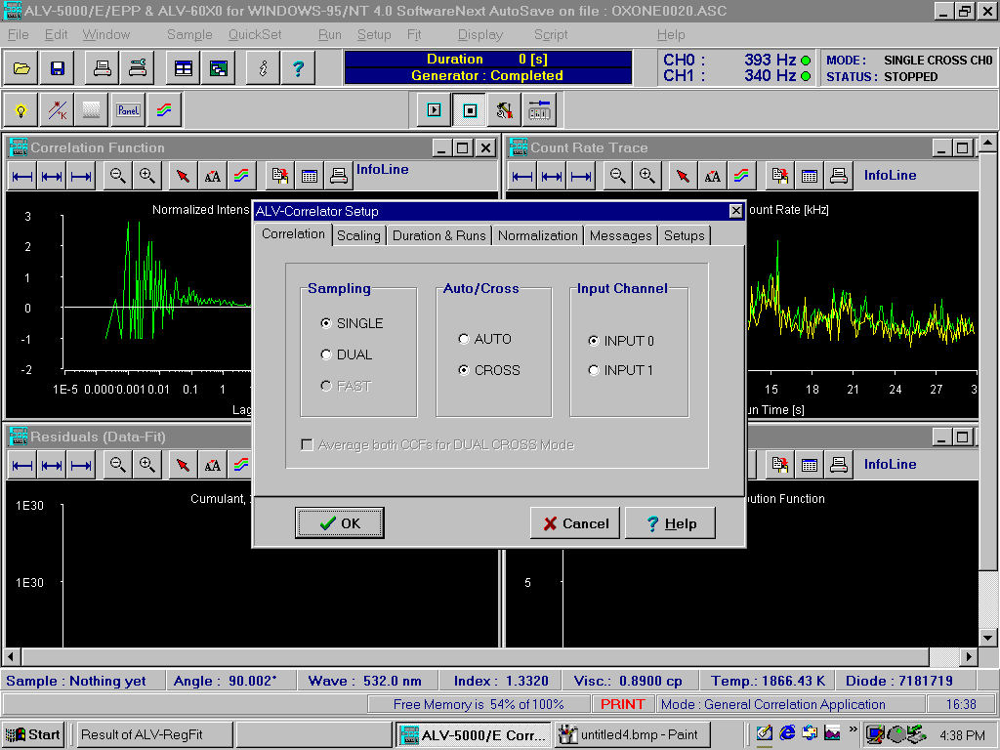 ALV-5000/E/EPP & ALV-60X0 for WINDOWS-95/NT 4.0 SoftwareNext AutoSave on file : OXONE0020.ASC
File Edit Window Sample QuickSet Run Setup Fit Display Script Help
Duration 0 [s]
Generator : Completed
CH0 : 393 Hz
CH1 : 340 Hz
MODE : SINGLE CROSS CH0
STATUS : STOPPED
Panel
Correlation Function
InfoLine
Normalized Intens
3
2
1
0
-1
-2
1E-5 0.0001 0.001 0.01 0.1 1
Lag
Count Rate Trace
InfoLine
ount Rate [kHz]
15 18 21 24 27 3
un Time [s]
ALV-Correlator Setup
Correlation Scaling Duration & Runs Normalization Messages Setups
Sampling
SINGLE
DUAL
FAST
Auto/Cross
AUTO
CROSS
Input Channel
INPUT 0
INPUT 1
Average both CCFs for DUAL CROSS Mode
OK Cancel Help
Residuals (Data-Fit)
Cumulant,
1E30
1E30
InfoLine
ution Function
5
Sample : Nothing yet Angle : 90.002° Wave : 532.0 nm Index : 1.3320 Visc.: 0.8900 cp Temp.: 1866.43 K Diode : 7181719
Free Memory is 54% of 100% PRINT Mode : General Correlation Application 16:38
Start Result of ALV-RegFit ALV-5000/E Corr... untitled4.bmp - Paint 4:38 PM